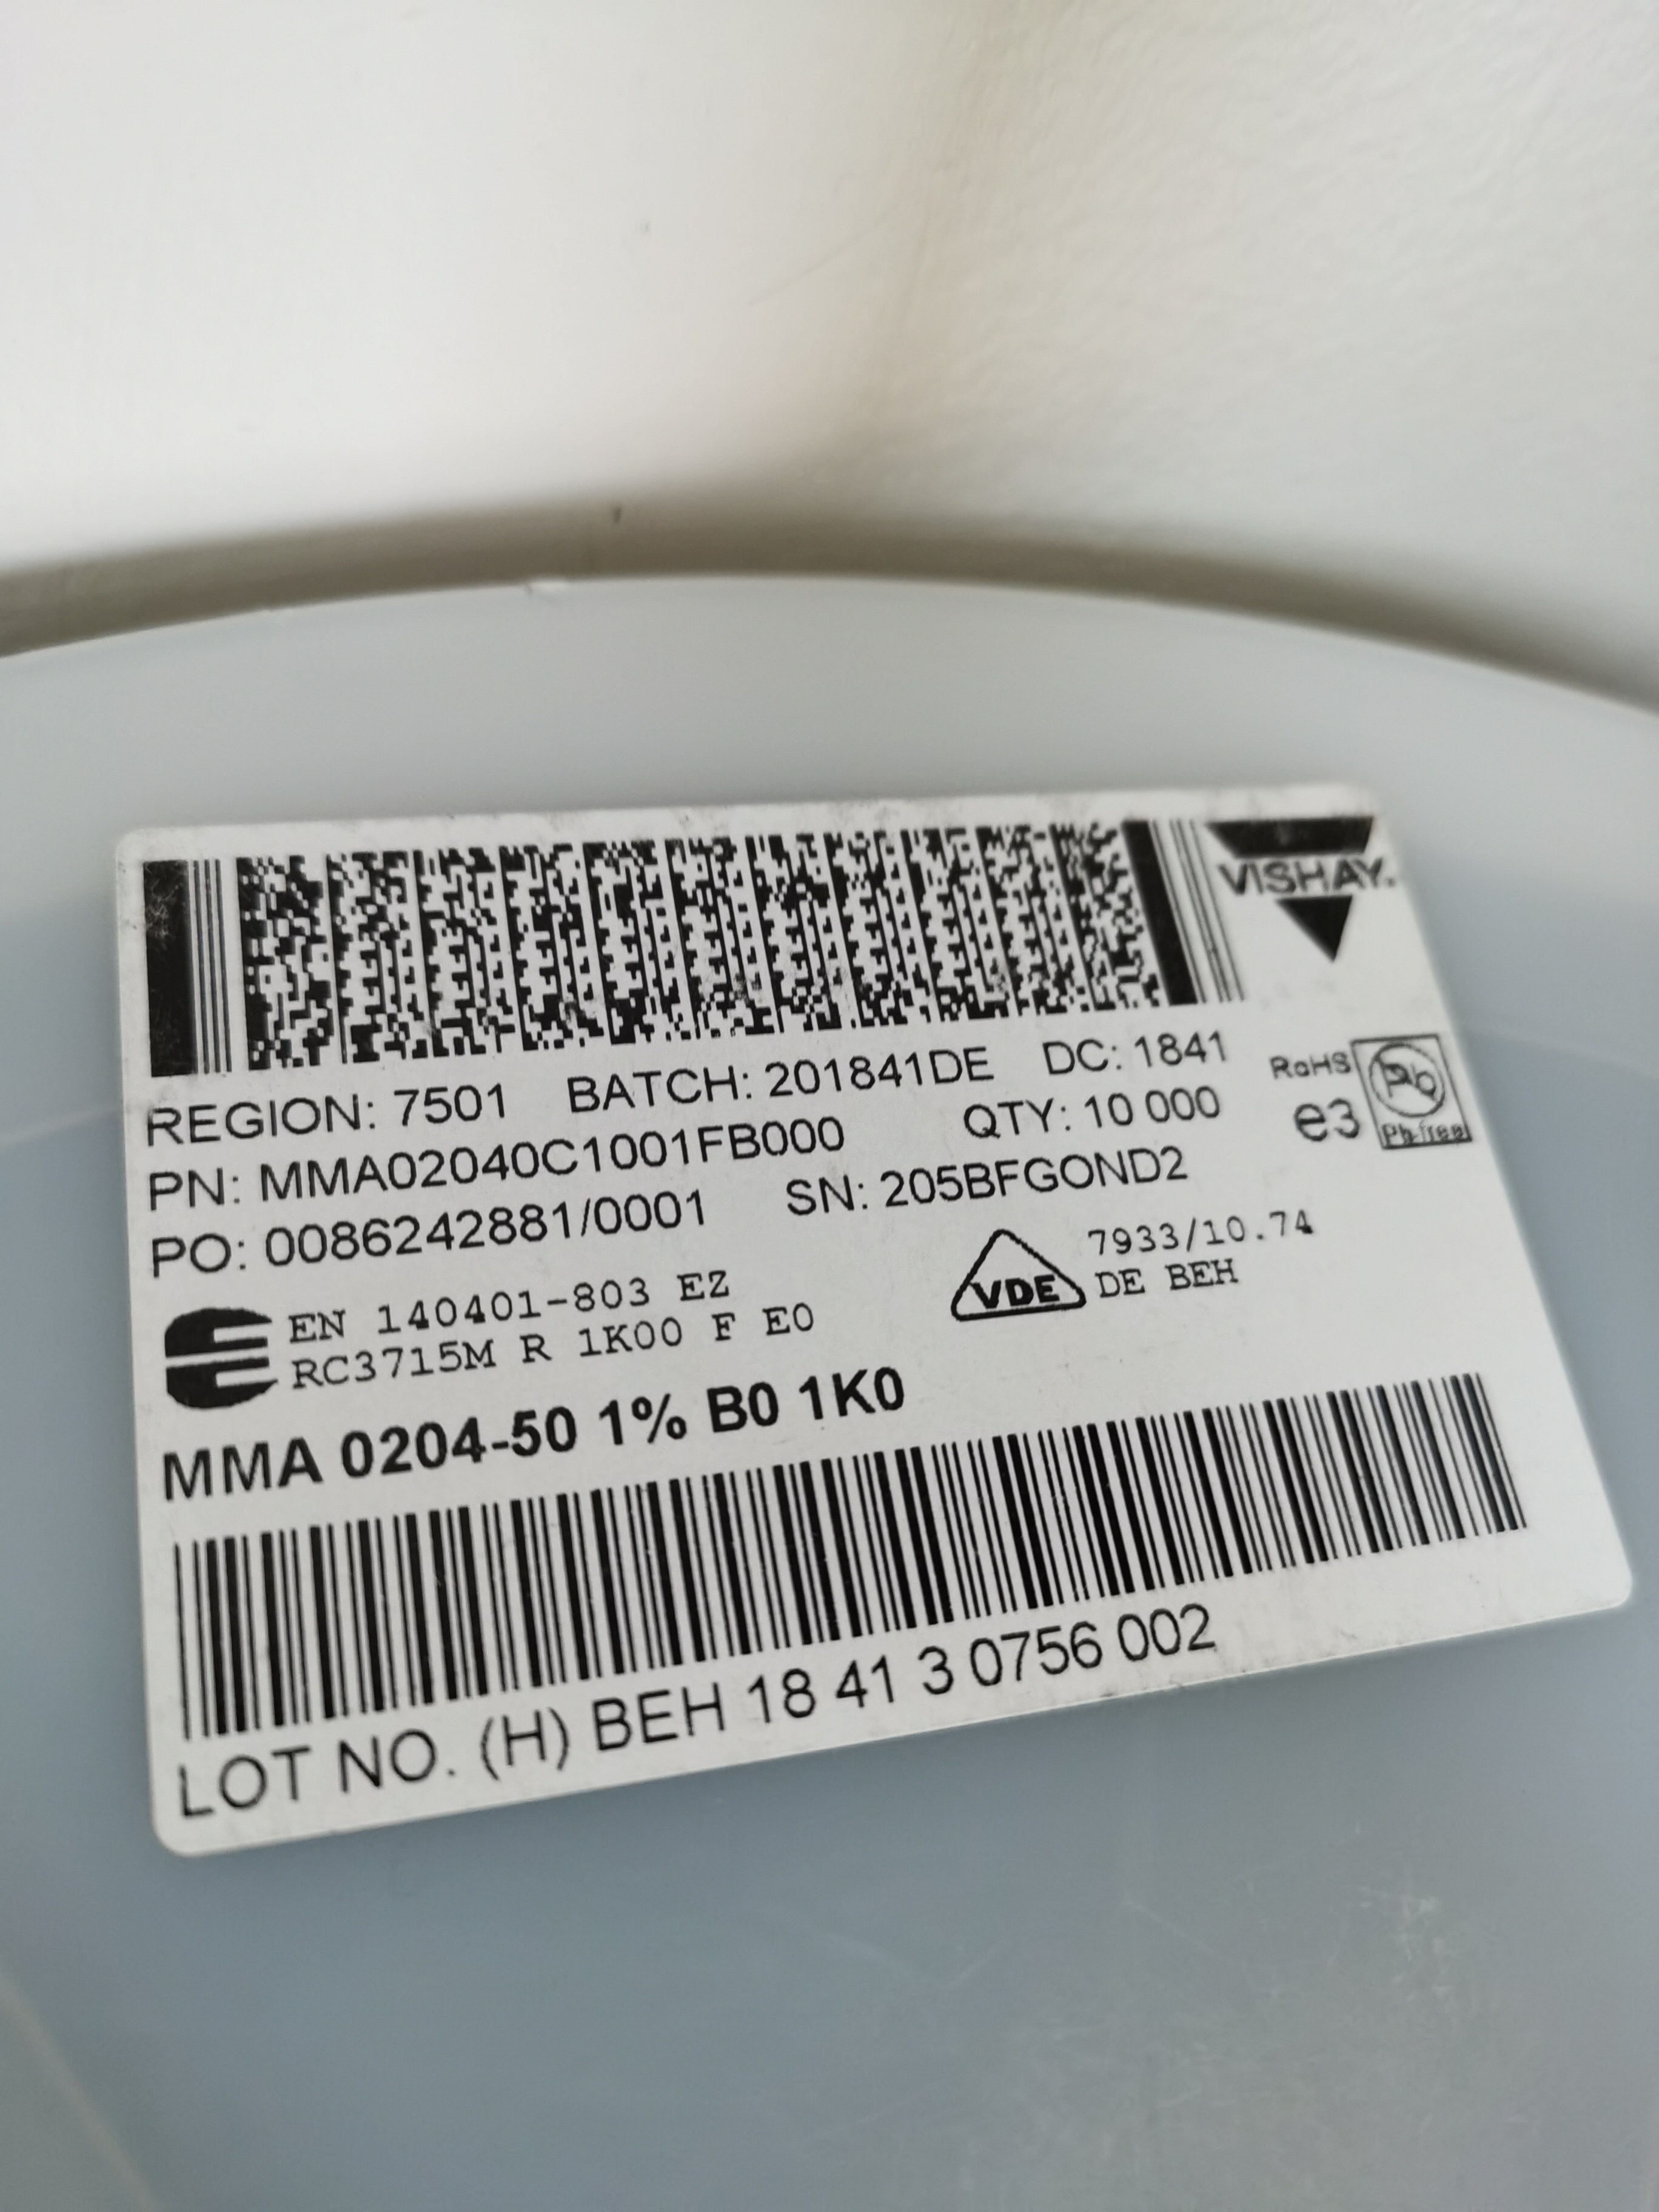 VISHAY.
REGION: 7501 BATCH: 201841DE DC: 1841
PN: MMA02040C1001FB000 QTY: 10 000
PO: 0086242881/0001 SN: 205BFGOND2
RoHS
e3
Pb
Pb-free
EN 140401-803 EZ
RC3715M R 1K00 F E0
VDE
7933/10.74
DE BEH
MMA 0204-50 1% B0 1K0
LOT NO. (H) BEH 18 41 3 0756 002